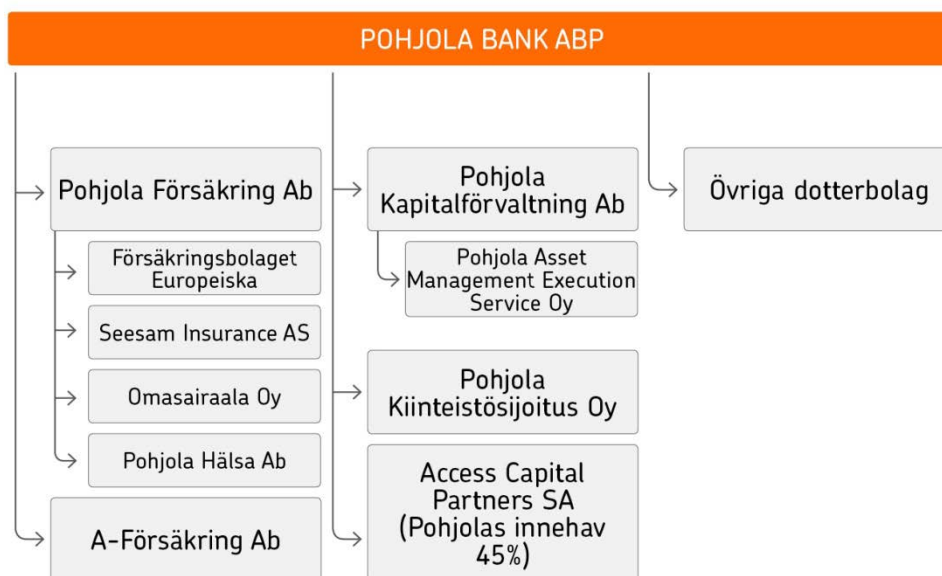 POHJOLA BANK ABP
Pohjola Försäkring Ab
Försäkringsbolaget
Europeiska
Seesam Insurance AS
Omasairaala Oy
Pohjola Hälsa Ab
A-Försäkring Ab
Pohjola
Kapitalförvaltning Ab
Pohjola Asset
Management Execution
Service Oy
Pohjola
Kiinteistösijoitus Oy
Access Capital
Partners SA
(Pohjolas innehav
45%)
Övriga dotterbolag